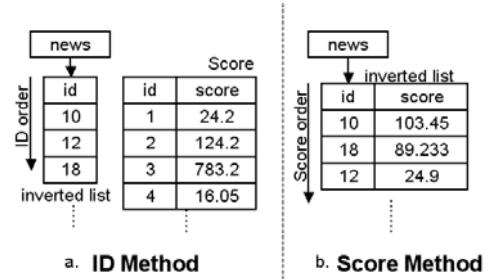 news
ID order
id
10
12
18
inverted list
Score
id score
1 24.2
2 124.2
3 783.2
4 16.05
a. ID Method
news
inverted list
Score order
id score
10 103.45
18 89.233
12 24.9
b. Score Method